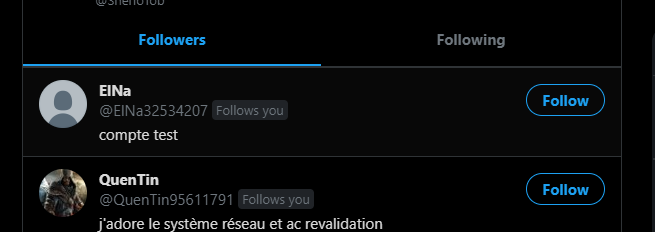 Followers Following
ElNa
@ElNa32534207 Follows you
Follow
compte test
QuenTin
@QuenTin95611791 Follows you
Follow
j'adore le système réseau et ac revalidation